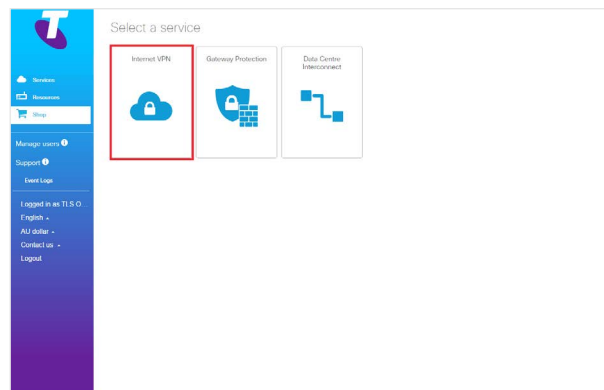 T
Select a service
Internet VPN
Gateway Protection
Data Centre
Interconnect
Services
Resources
Shop
Manage users
Support
Event Logs
Logged in as TLS O...
English
AU dollar
Contact us
Logout